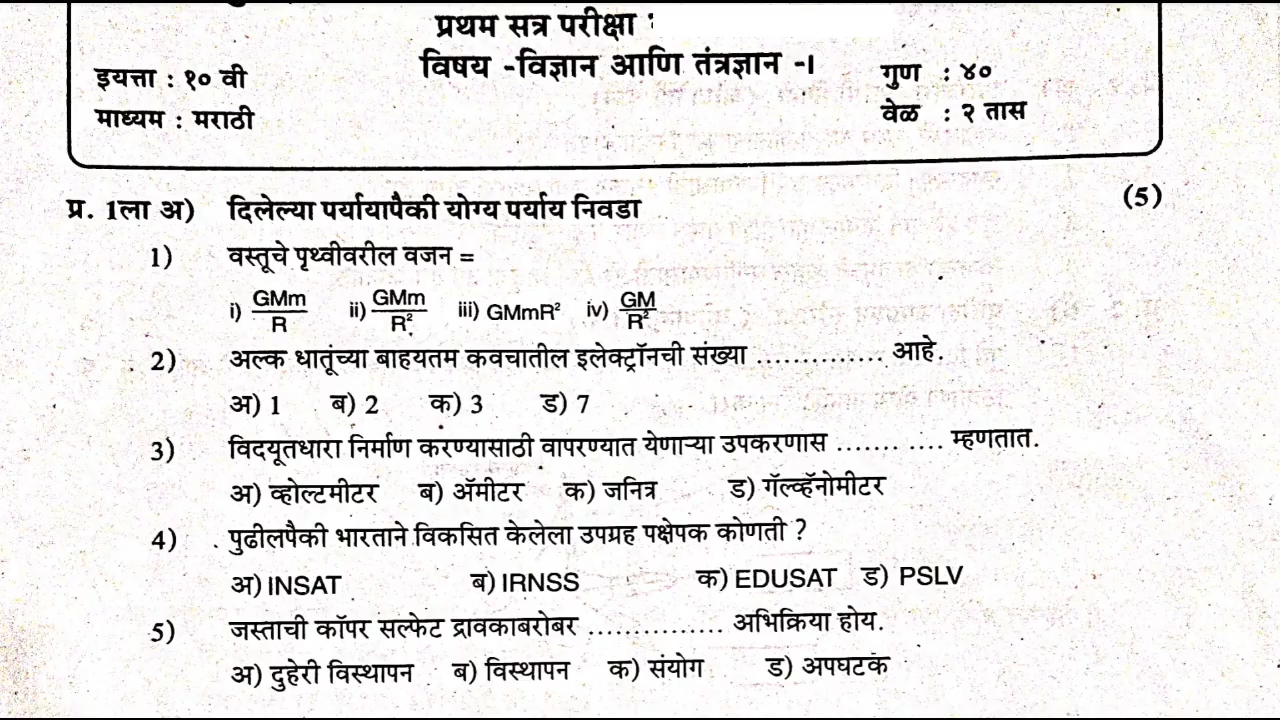 प्रथम सत्र परीक्षा :
विषय -विज्ञान आणि तंत्रज्ञान -I
इयत्ता : १० वी
गुण : ४०
माध्यम : मराठी
वेळ : २ तास
प्र. 1ला अ) दिलेल्या पर्यायापैकी योग्य पर्याय निवडा (5)
1) वस्तूचे पृथ्वीवरील वजन =
i) GMm/R ii) GMm/R² iii) GMmR² iv) GM/R²
2) अल्क धातूंच्या बाहयतम कवचातील इलेक्ट्रॉनची संख्या ............... आहे.
अ) 1 ब) 2 क) 3 ड) 7
3) विदयूतधारा निर्माण करण्यासाठी वापरण्यात येणाऱ्या उपकरणास ....... .... म्हणतात.
अ) व्होल्टमीटर ब) ॲमीटर क) जनित्र ड) गॅल्व्हॅनोमीटर
4) पुढीलपैकी भारताने विकसित केलेला उपग्रह पक्षेपक कोणती ?
अ) INSAT ब) IRNSS क) EDUSAT ड) PSLV
5) जस्ताची कॉपर सल्फेट द्रावकाबरोबर ................ अभिक्रिया होय.
अ) दुहेरी विस्थापन ब) विस्थापन क) संयोग ड) अपघटक